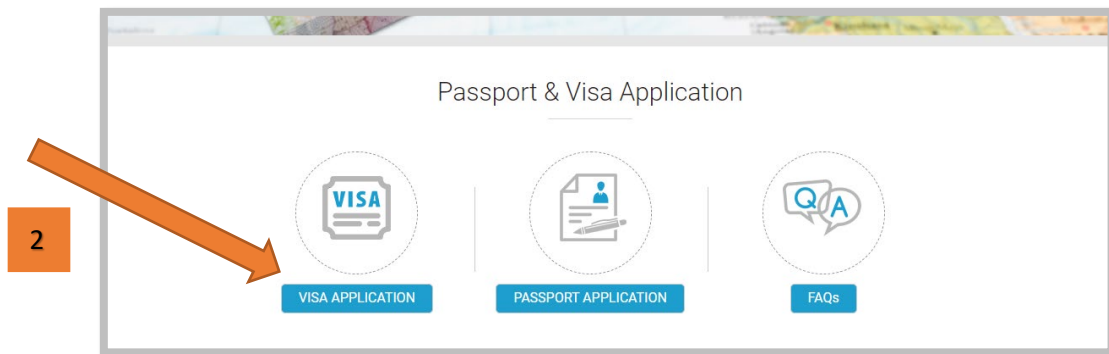 Passport & Visa Application
VISA
Q A
2
VISA APPLICATION
PASSPORT APPLICATION
FAQs